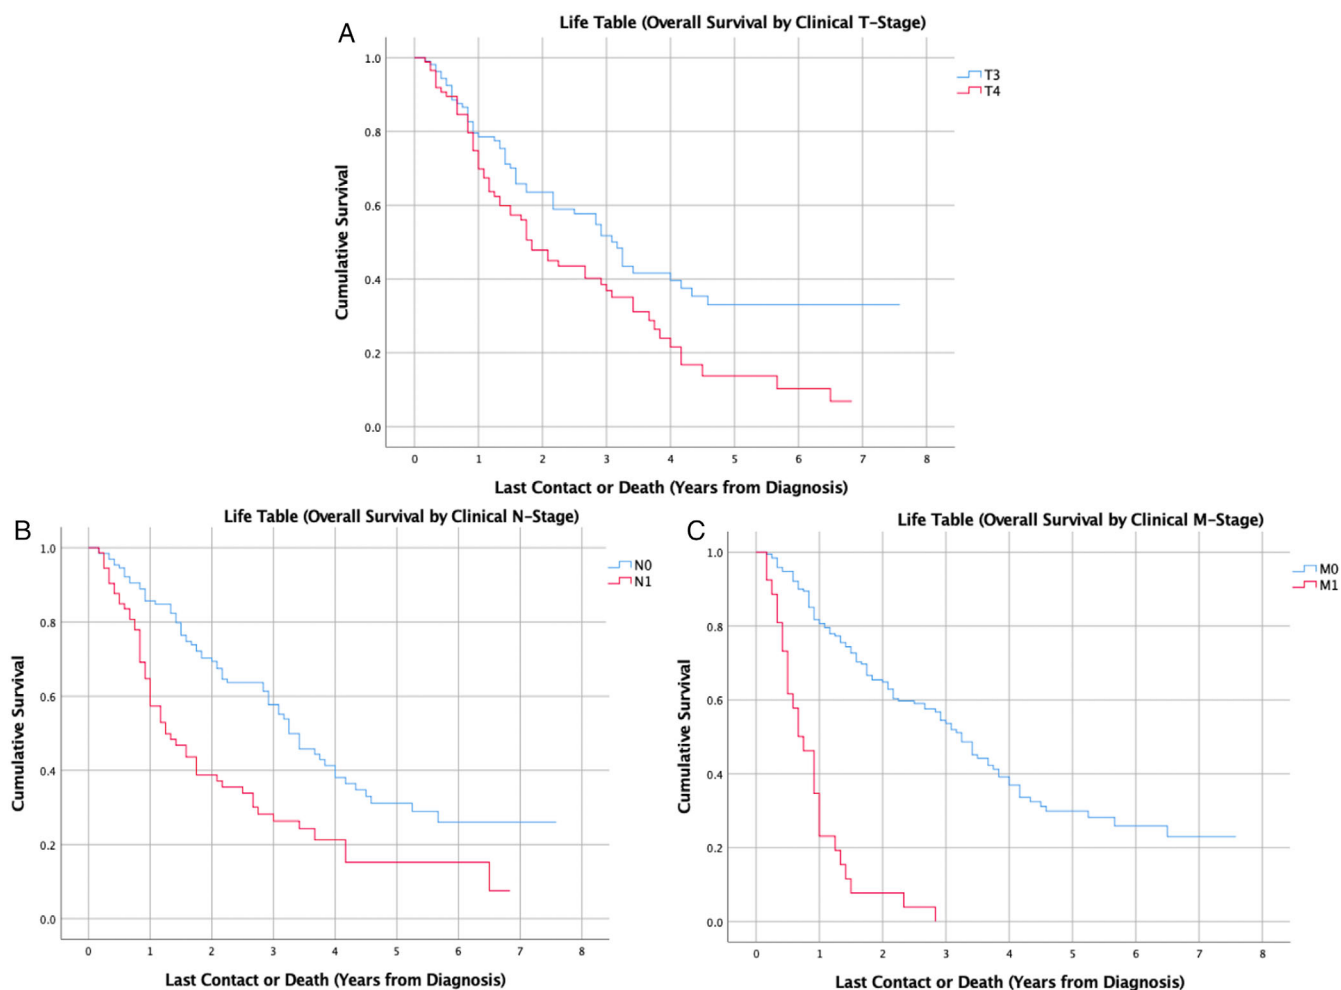 A
Life Table (Overall Survival by Clinical T-Stage)
T3
T4
Cumulative Survival
1.0
0.8
0.6
0.4
0.2
0.0
0 1 2 3 4 5 6 7 8
Last Contact or Death (Years from Diagnosis)
B
Life Table (Overall Survival by Clinical N-Stage)
N0
N1
Cumulative Survival
1.0
0.8
0.6
0.4
0.2
0.0
0 1 2 3 4 5 6 7 8
Last Contact or Death (Years from Diagnosis)
C
Life Table (Overall Survival by Clinical M-Stage)
M0
M1
Cumulative Survival
1.0
0.8
0.6
0.4
0.2
0.0
0 1 2 3 4 5 6 7 8
Last Contact or Death (Years from Diagnosis)